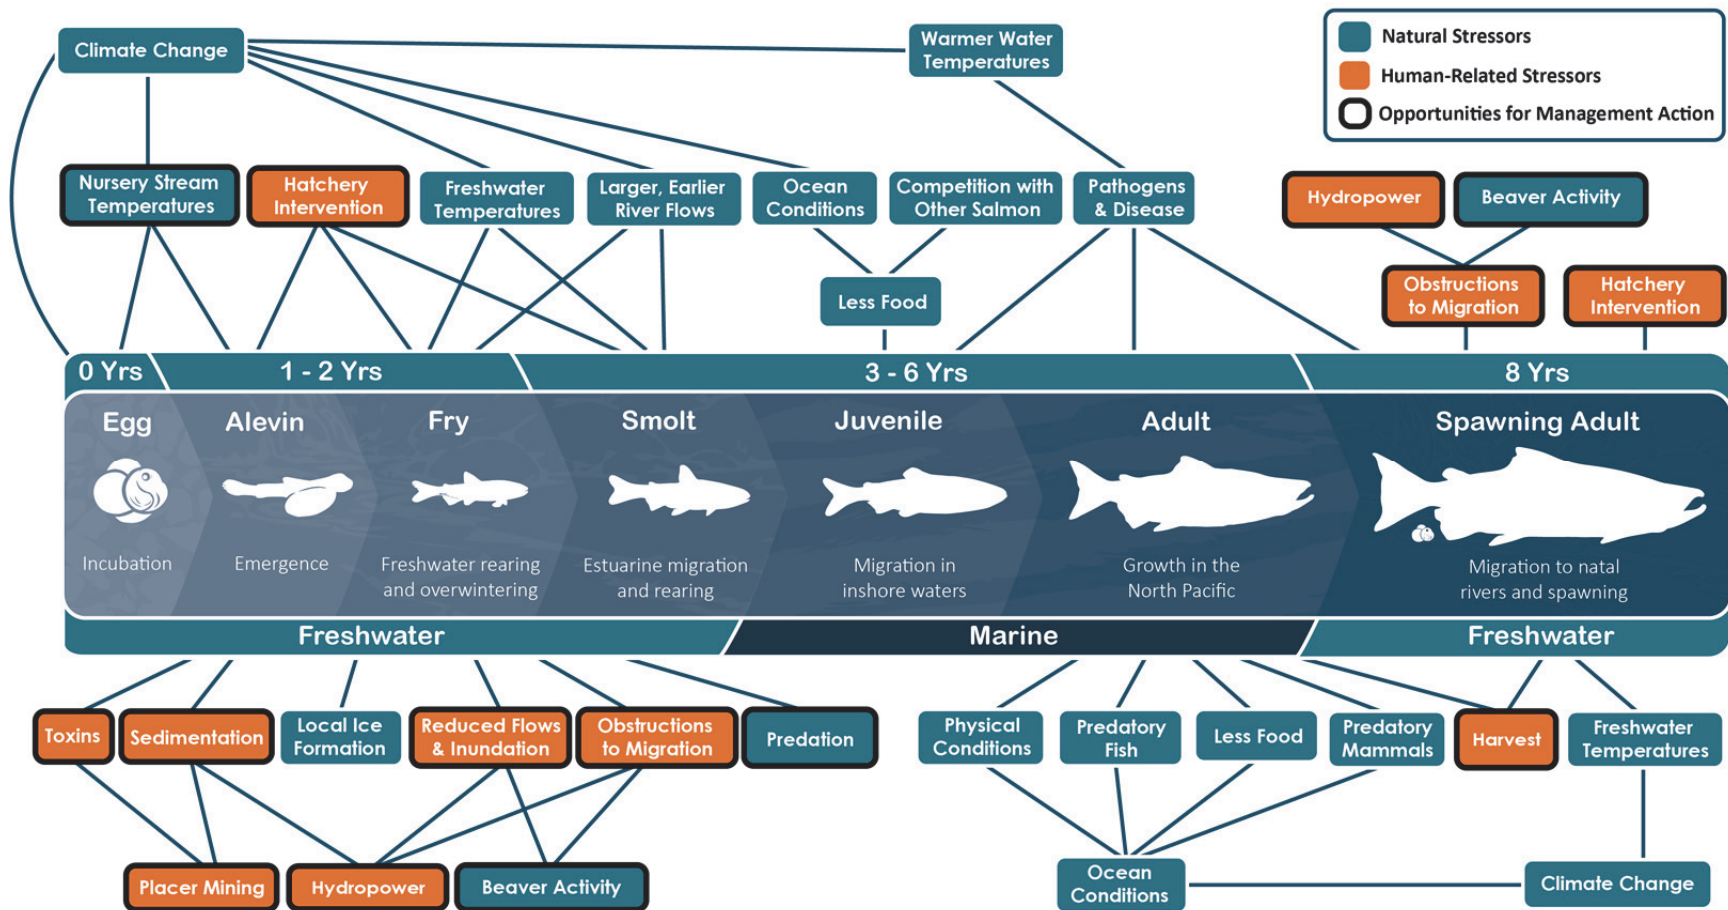 Climate Change
Warmer Water
Temperatures
Natural Stressors
Human-Related Stressors
Opportunities for Management Action
Nursery Stream
Temperatures
Hatchery
Intervention
Freshwater
Temperatures
Larger, Earlier
River Flows
Ocean
Conditions
Competition with
Other Salmon
Pathogens
& Disease
Hydropower
Beaver Activity
Less Food
Obstructions
to Migration
Hatchery
Intervention
0 Yrs
1 - 2 Yrs
3 - 6 Yrs
8 Yrs
Egg
Alevin
Fry
Smolt
Juvenile
Adult
Spawning Adult
Incubation
Emergence
Freshwater rearing
and overwintering
Estuarine migration
and rearing
Migration in
inshore waters
Growth in the
North Pacific
Migration to natal
rivers and spawning
Freshwater
Marine
Freshwater
Toxins
Sedimentation
Local Ice
Formation
Reduced Flows
& Inundation
Obstructions
to Migration
Predation
Physical
Conditions
Predatory
Fish
Less Food
Predatory
Mammals
Harvest
Freshwater
Temperatures
Placer Mining
Hydropower
Beaver Activity
Ocean
Conditions
Climate Change